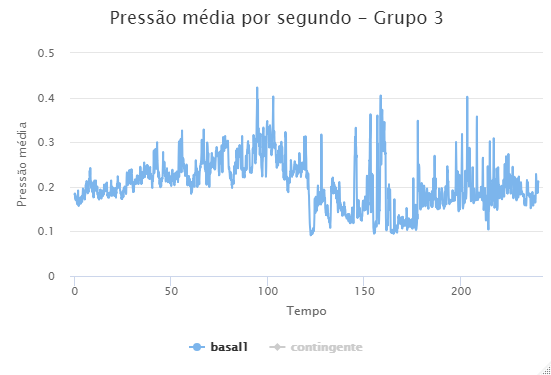 Pressão média por segundo - Grupo 3
0.5
0.4
0.3
0.2
0.1
0
Pressão média
0 50 100 150 200
Tempo
basal1 contingente